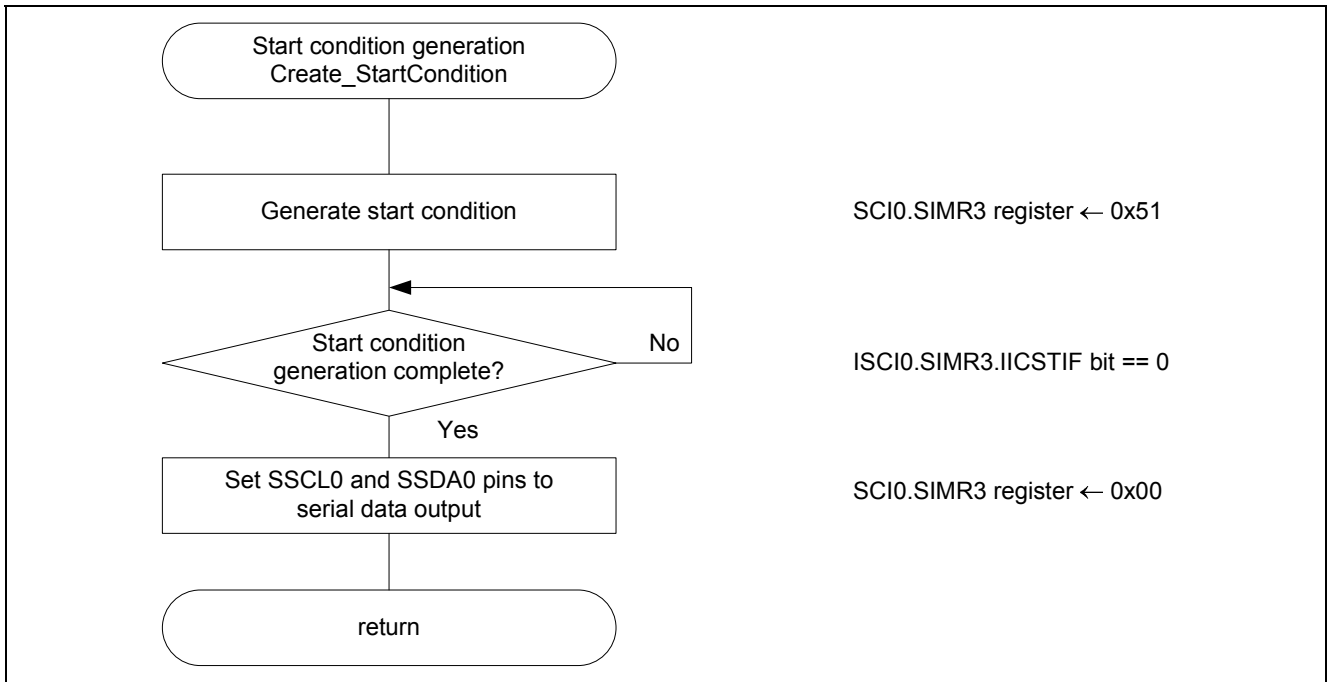 Start condition generation
Create_StartCondition
Generate start condition
SCI0.SIMR3 register ← 0x51
Start condition
generation complete?
No
ISCI0.SIMR3.IICSTIF bit == 0
Yes
Set SSCL0 and SSDA0 pins to
serial data output
SCI0.SIMR3 register ← 0x00
return